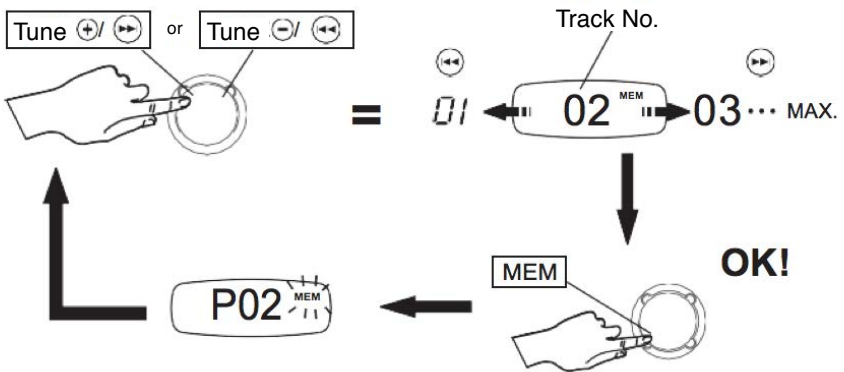 Track No.
Tune +/ or Tune -/
01 02 MEM 03 ... MAX.
=
OK!
MEM
P02 MEM